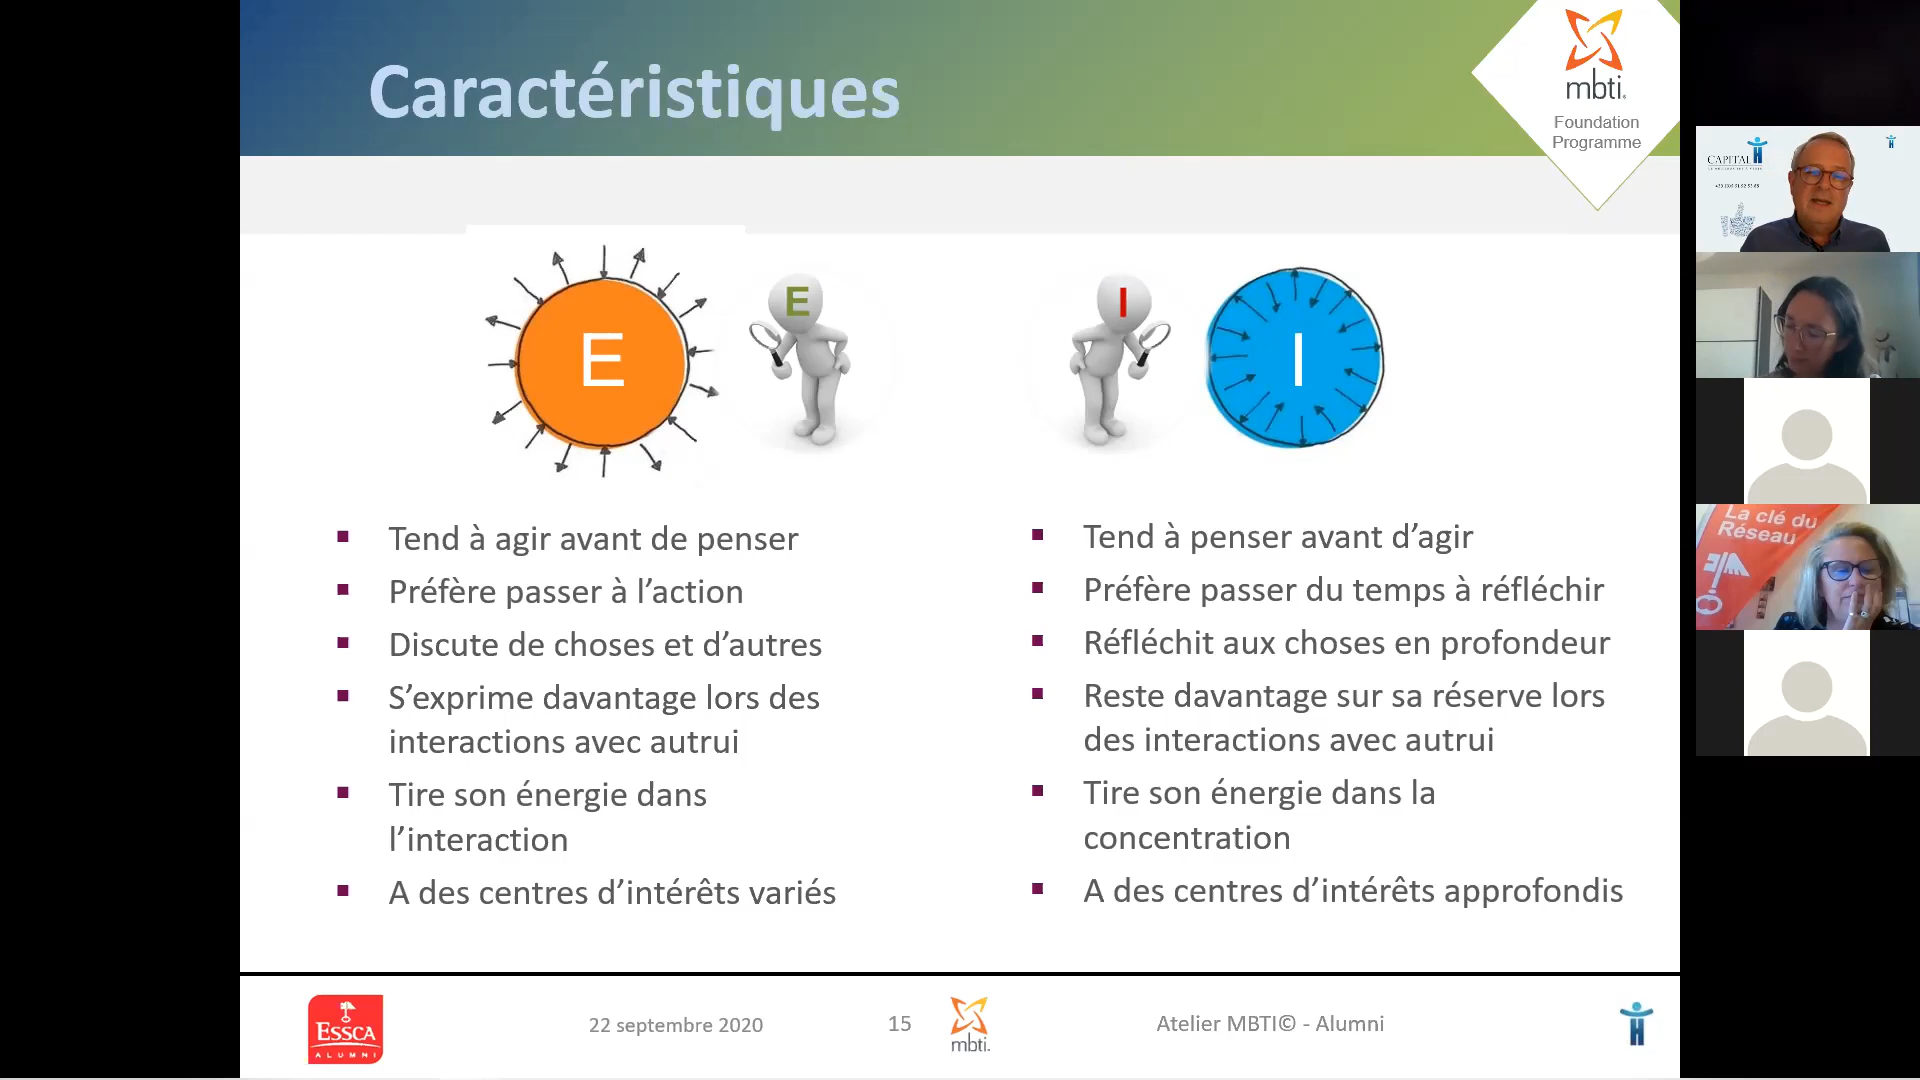 Caractéristiques
mbti®
Foundation
Programme
E
E
I
I
Tend à agir avant de penser
Préfère passer à l’action
Discute de choses et d’autres
S’exprime davantage lors des
interactions avec autrui
Tire son énergie dans
l’interaction
A des centres d’intérêts variés
Tend à penser avant d’agir
Préfère passer du temps à réfléchir
Réfléchit aux choses en profondeur
Reste davantage sur sa réserve lors
des interactions avec autrui
Tire son énergie dans la
concentration
A des centres d’intérêts approfondis
ESSCA
ALUMNI
22 septembre 2020
15
mbti.
Atelier MBTI© - Alumni
H
CAPITAL H
La clé du
Réseau